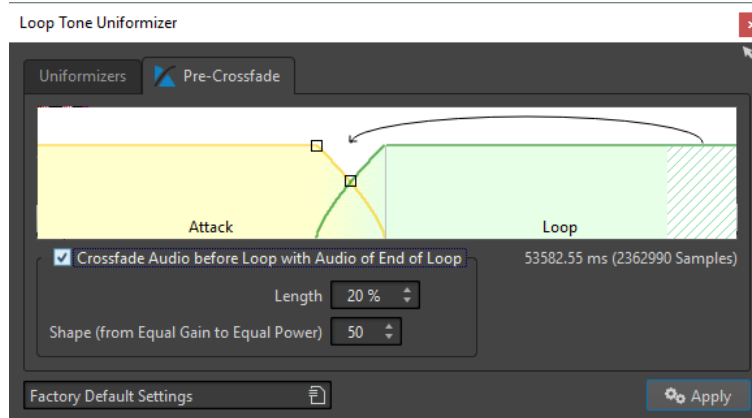 Loop Tone Uniformizer
Uniformizers
Pre-Crossfade
Attack
Loop
Crossfade Audio before Loop with Audio of End of Loop
53582.55 ms (2362990 Samples)
Length 20 %
Shape (from Equal Gain to Equal Power) 50
Factory Default Settings
Apply